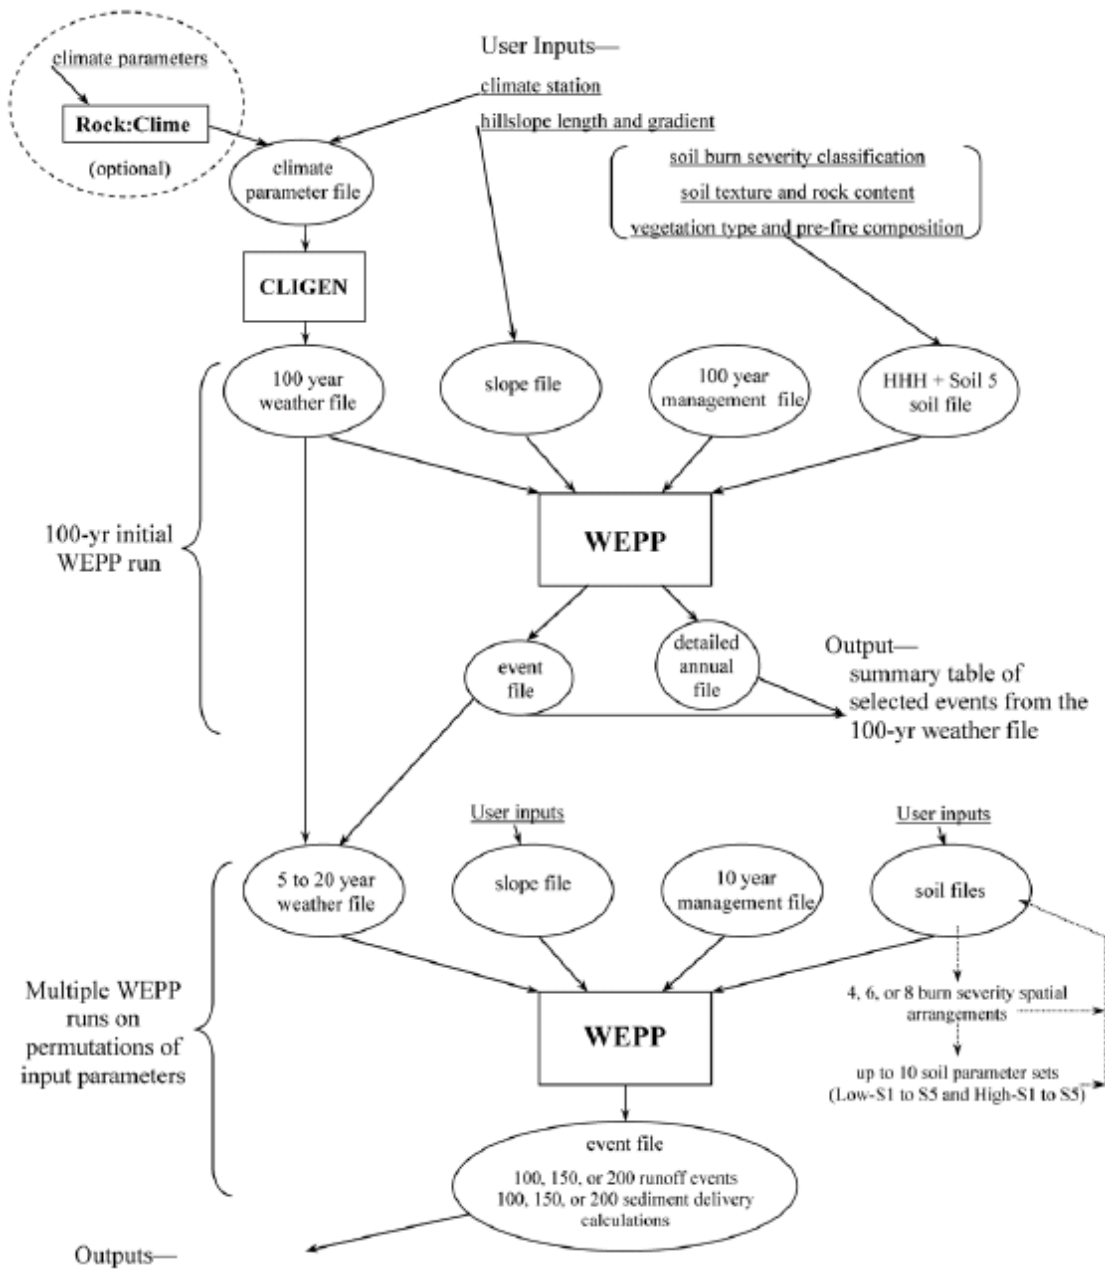 User Inputs—
climate parameters
climate station
Rock:Clime
hillslope length and gradient
(optional)
climate
parameter file
soil burn severity classification
soil texture and rock content
vegetation type and pre-fire composition
CLIGEN
100 year
weather file
slope file
100 year
management file
HHH + Soil 5
soil file
100-yr initial
WEPP run
WEPP
event
file
detailed
annual
file
Output—
summary table of
selected events from the
100-yr weather file
User inputs
User inputs
5 to 20 year
weather file
slope file
10 year
management file
soil files
Multiple WEPP
runs on
permutations of
input parameters
WEPP
4, 6, or 8 burn severity spatial
arrangements
up to 10 soil parameter sets
(Low-S1 to S5 and High-S1 to S5)
event file
100, 150, or 200 runoff events
100, 150, or 200 sediment delivery
calculations
Outputs—